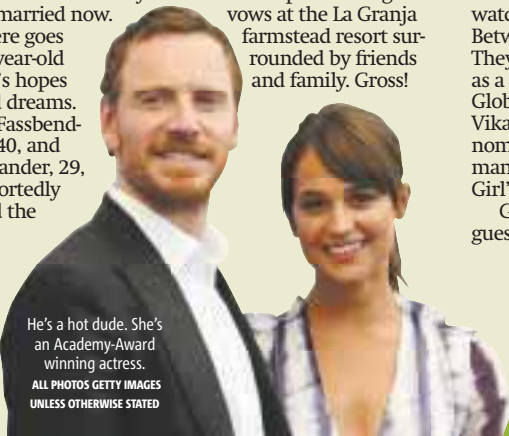 married now.
ere goes
year-old
's hopes
d dreams.
Fassbend-
40, and
ander, 29,
ortedly
d the
vows at the La Granja
farmstead resort sur-
rounded by friends
and family. Gross!
watc
Betw
They
as a
Glob
Vika
nom
man
Girl’
G
gues
He’s a hot dude. She’s
an Academy-Award
winning actress.
ALL PHOTOS GETTY IMAGES
UNLESS OTHERWISE STATED